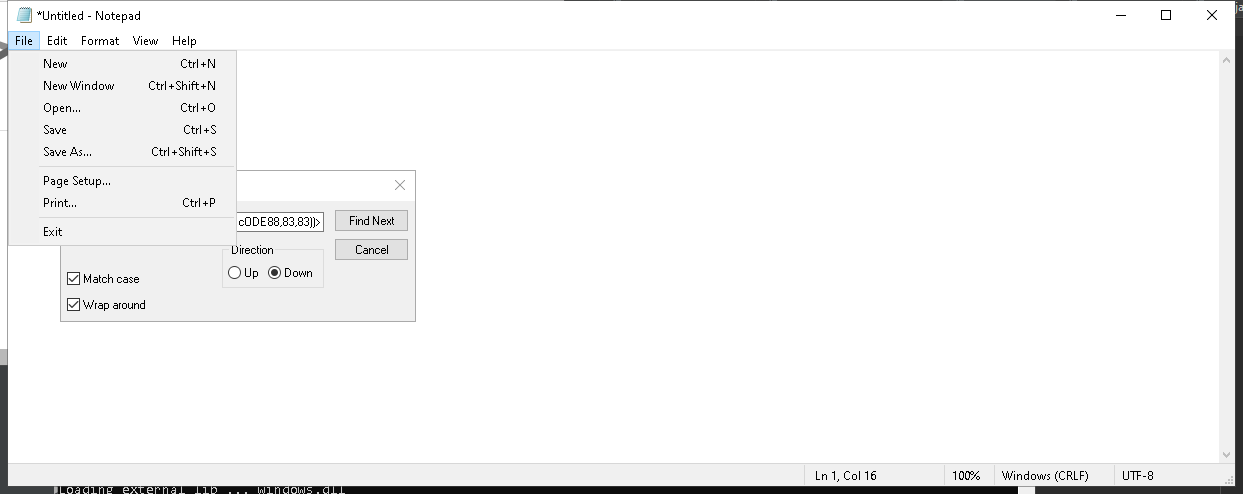 *Untitled - Notepad
File Edit Format View Help
New Ctrl+N
New Window Ctrl+Shift+N
Open... Ctrl+O
Save Ctrl+S
Save As... Ctrl+Shift+S
Page Setup...
Print... Ctrl+P
Exit
cODE88,83,83))> Find Next
Cancel
Direction
Up Down
Match case
Wrap around
Ln 1, Col 16 100% Windows (CRLF) UTF-8
Loading external lib ... windows.dll